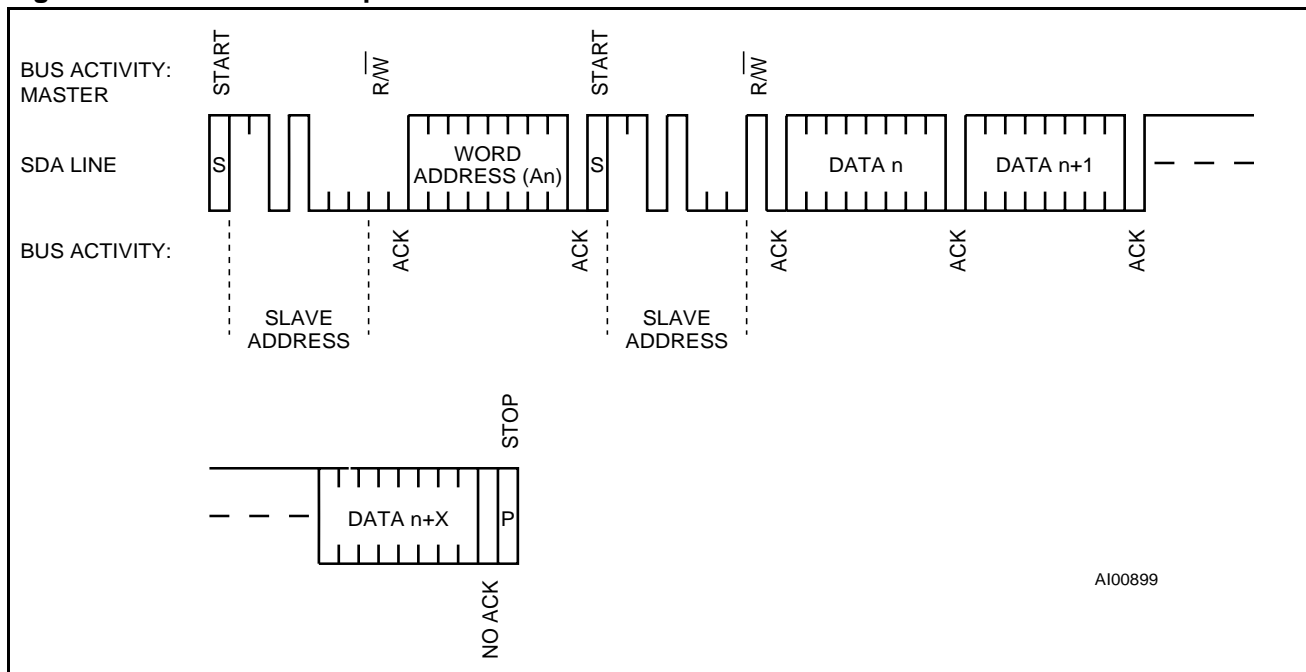 START
R/W
START
R/W
BUS ACTIVITY:
MASTER
SDA LINE
S
WORD
ADDRESS (An)
S
DATA n
DATA n+1
BUS ACTIVITY:
ACK
ACK
ACK
ACK
ACK
SLAVE
ADDRESS
SLAVE
ADDRESS
STOP
DATA n+X
P
NO ACK
AI00899